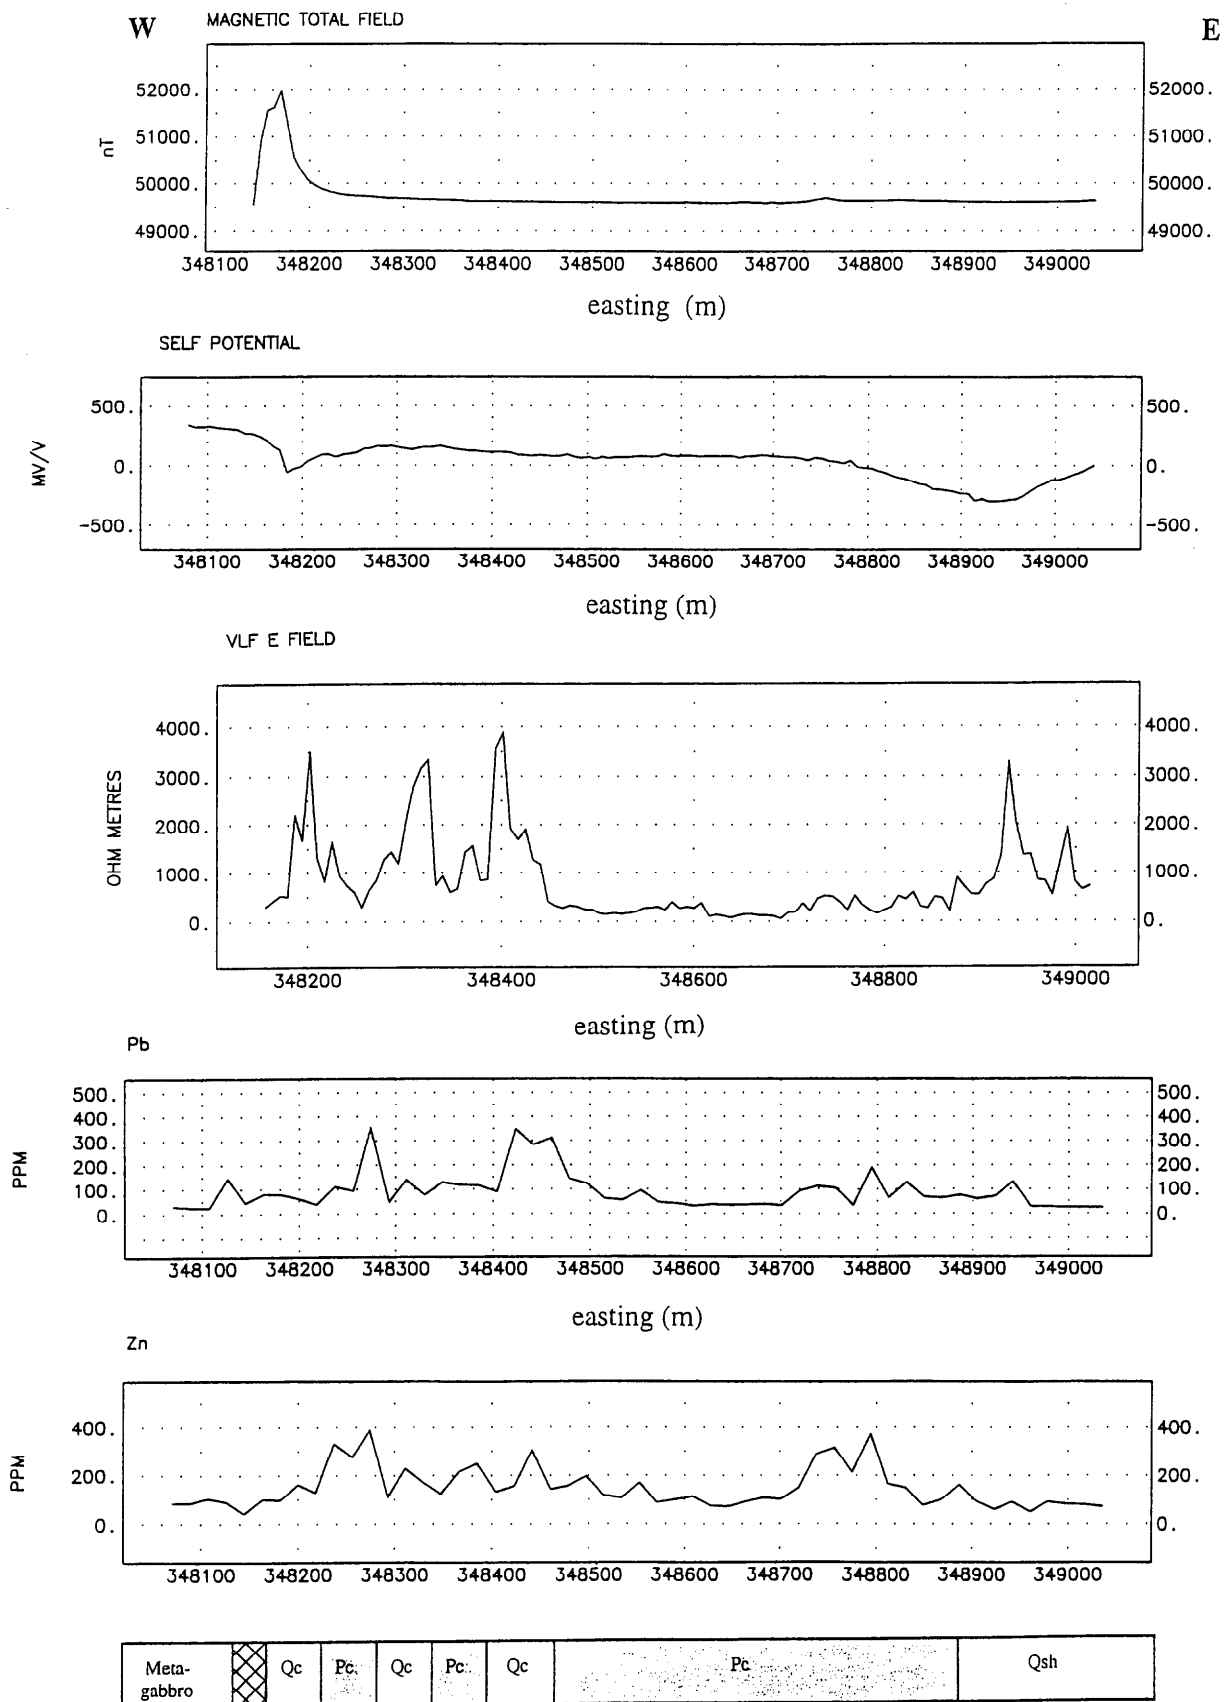 W MAGNETIC TOTAL FIELD E
52000. 52000.
51000. 51000.
nT
50000. 50000.
49000. 49000.
348100 348200 348300 348400 348500 348600 348700 348800 348900 349000
easting (m)
SELF POTENTIAL
500. 500.
MV/V
0. 0.
-500. -500.
348100 348200 348300 348400 348500 348600 348700 348800 348900 349000
easting (m)
VLF E FIELD
4000. 4000.
3000. 3000.
OHM METRES
2000. 2000.
1000. 1000.
0. 0.
348200 348400 348600 348800 349000
easting (m)
Pb
500. 500.
400. 400.
300. 300.
PPM
200. 200.
100. 100.
0. 0.
348100 348200 348300 348400 348500 348600 348700 348800 348900 349000
easting (m)
Zn
400. 400.
PPM
200. 200.
0. 0.
348100 348200 348300 348400 348500 348600 348700 348800 348900 349000
Meta- Qc Pc Qc Pc Qc Pc Qsh
gabbro